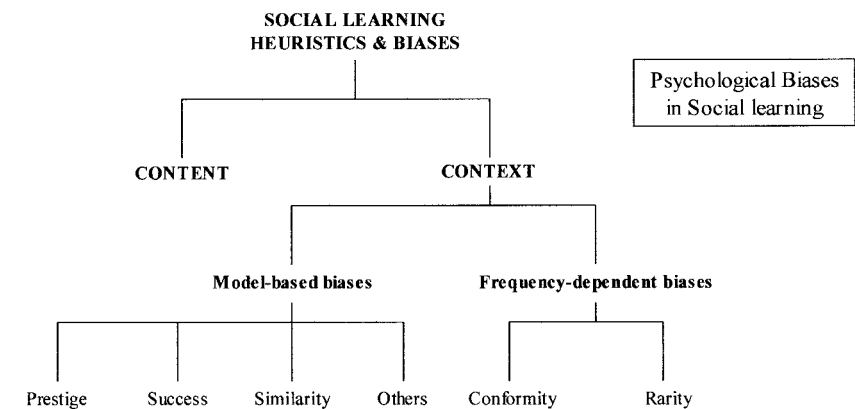 SOCIAL LEARNING
HEURISTICS & BIASES
Psychological Biases
in Social learning
CONTENT
CONTEXT
Model-based biases
Frequency-dependent biases
Prestige
Success
Similarity
Others
Conformity
Rarity